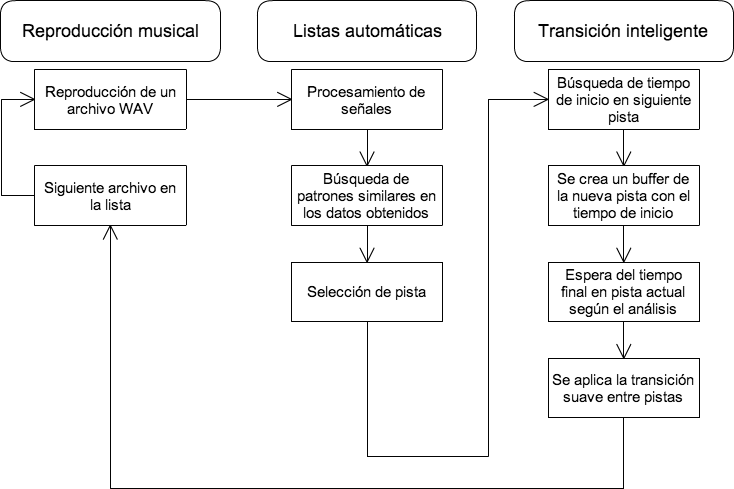 Reproducción musical
Listas automáticas
Transición inteligente
Reproducción de un
archivo WAV
Siguiente archivo en
la lista
Procesamiento de
señales
Búsqueda de
patrones similares en
los datos obtenidos
Selección de pista
Búsqueda de tiempo
de inicio en siguiente
pista
Se crea un buffer de
la nueva pista con el
tiempo de inicio
Espera del tiempo
final en pista actual
según el análisis
Se aplica la transición
suave entre pistas